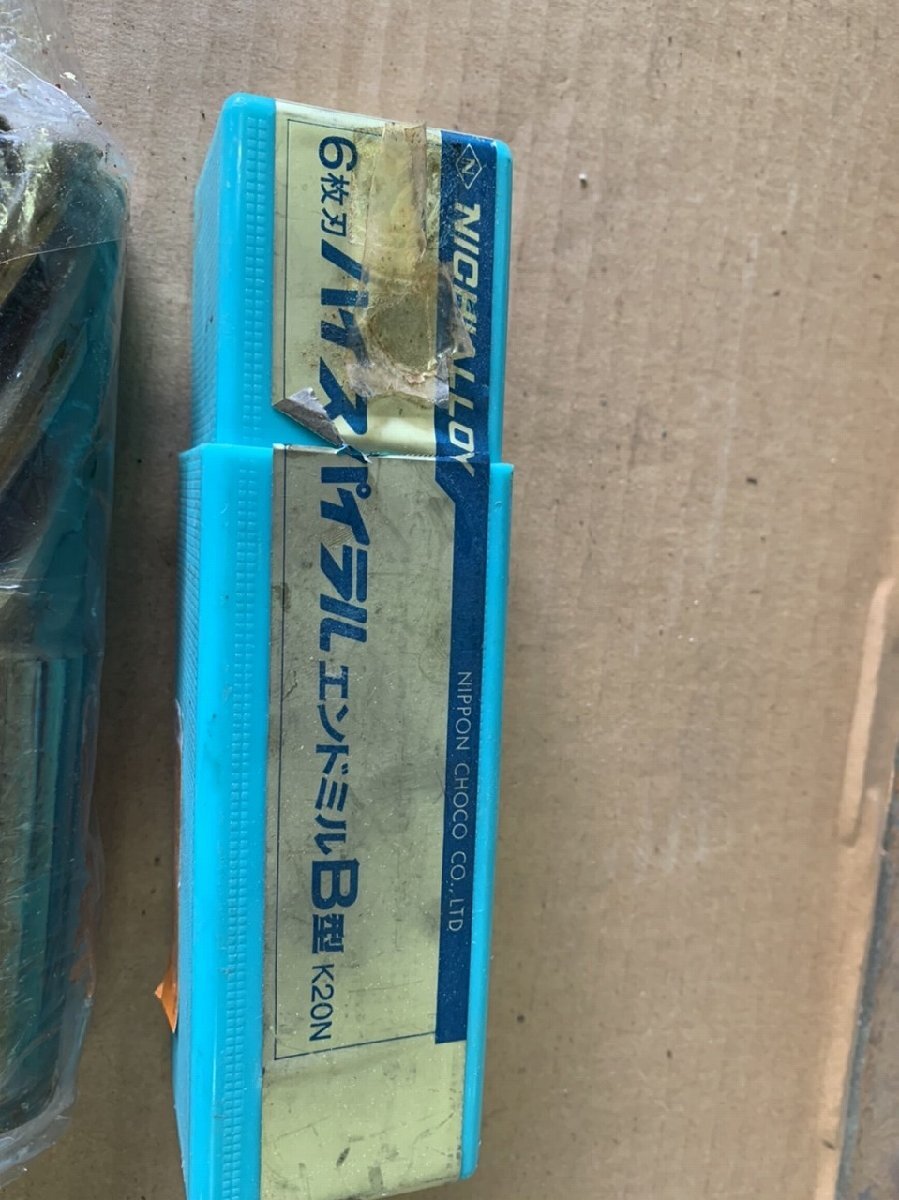 N NICHIALLOY
NIPPON CHOCO CO.,LTD
6枚刃ハイスパイラルエンドミルB型 K20N